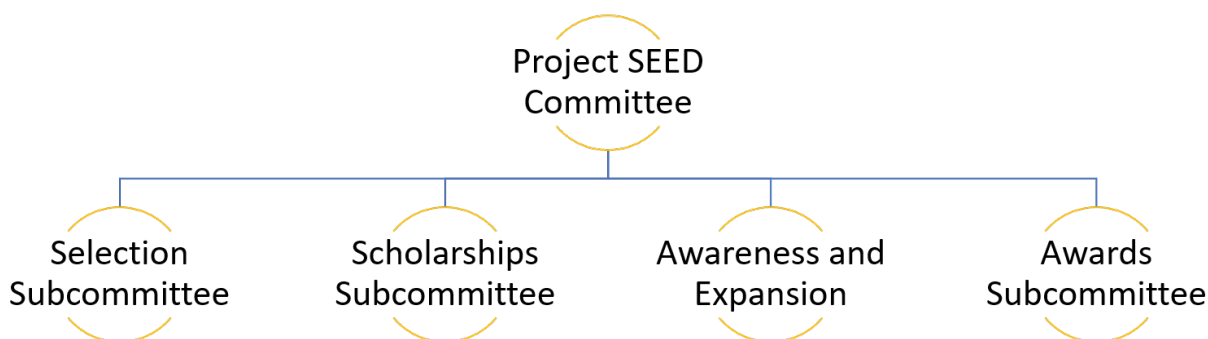 Project SEED
Committee
Selection
Subcommittee
Scholarships
Subcommittee
Awareness and
Expansion
Awards
Subcommittee